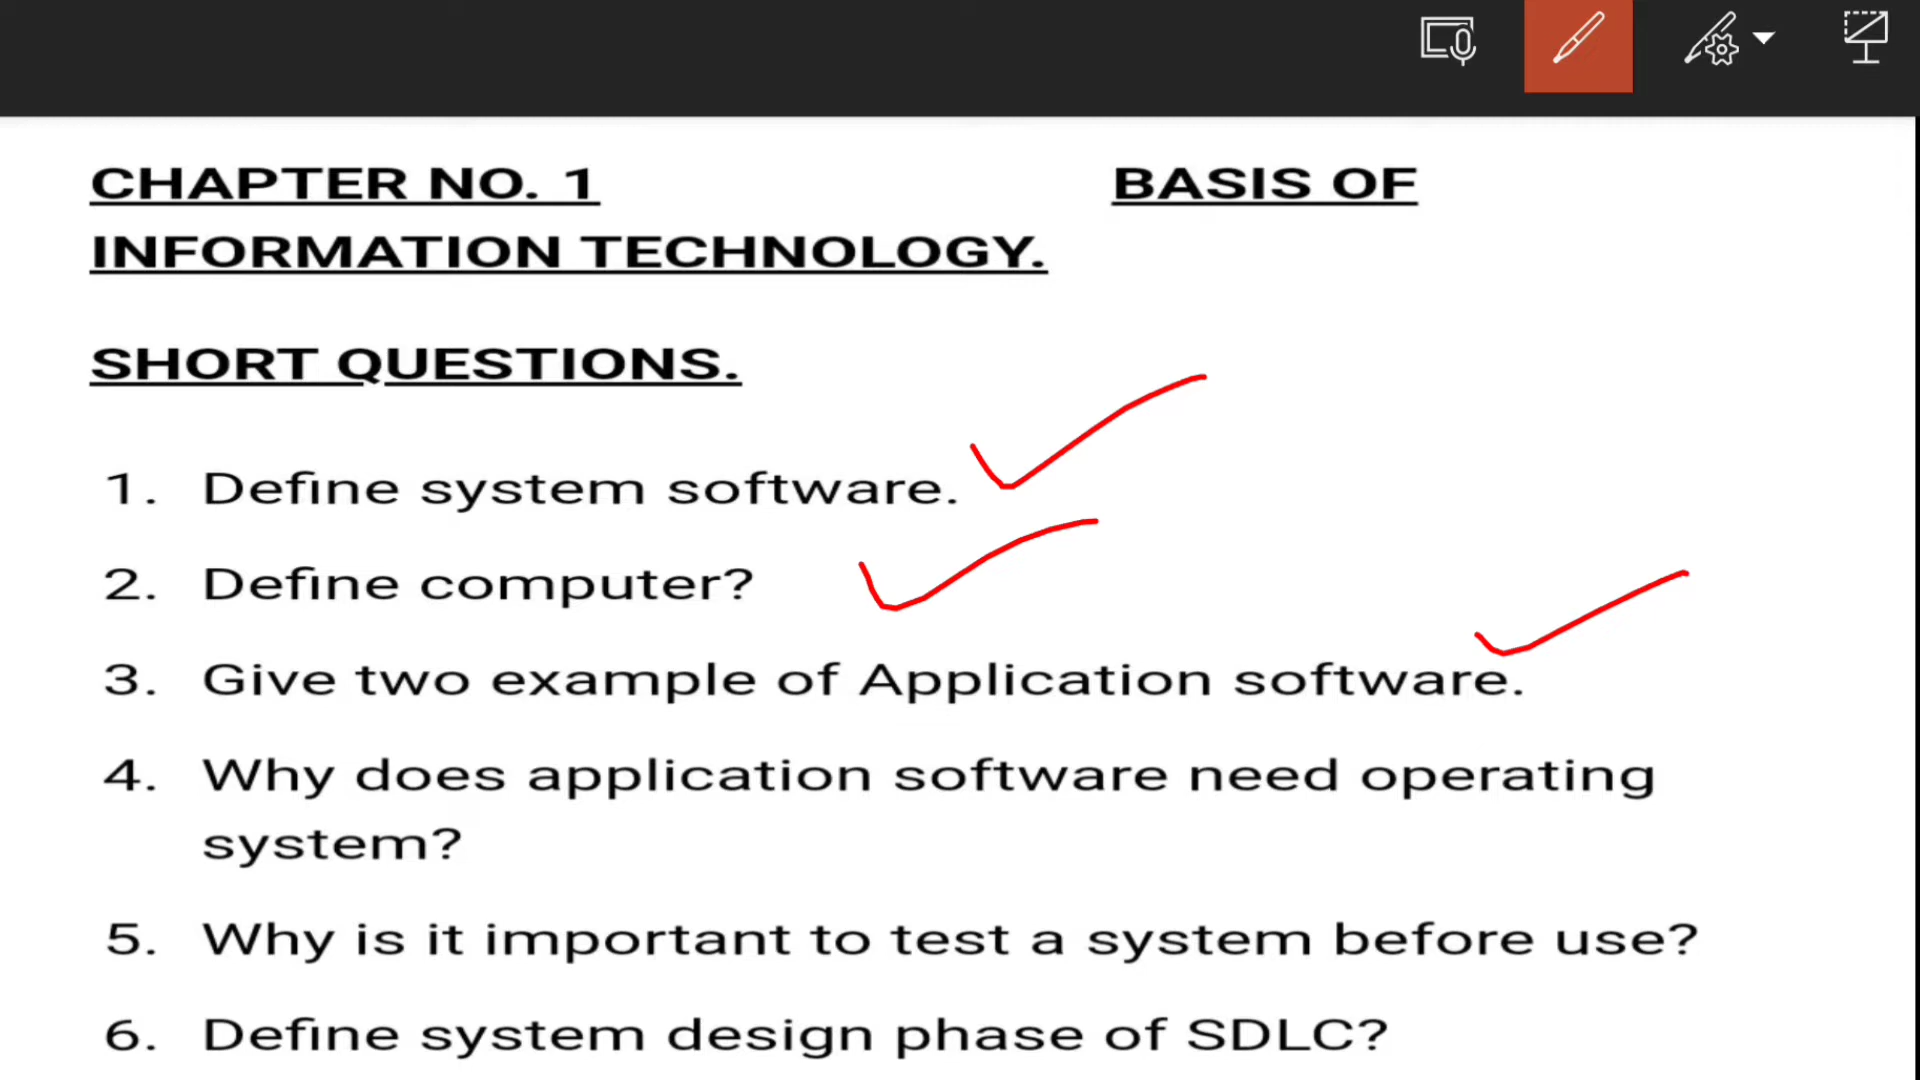 CHAPTER NO. 1 BASIS OF
INFORMATION TECHNOLOGY.
SHORT QUESTIONS.
1. Define system software.
2. Define computer?
3. Give two example of Application software.
4. Why does application software need operating
system?
5. Why is it important to test a system before use?
6. Define system design phase of SDLC?